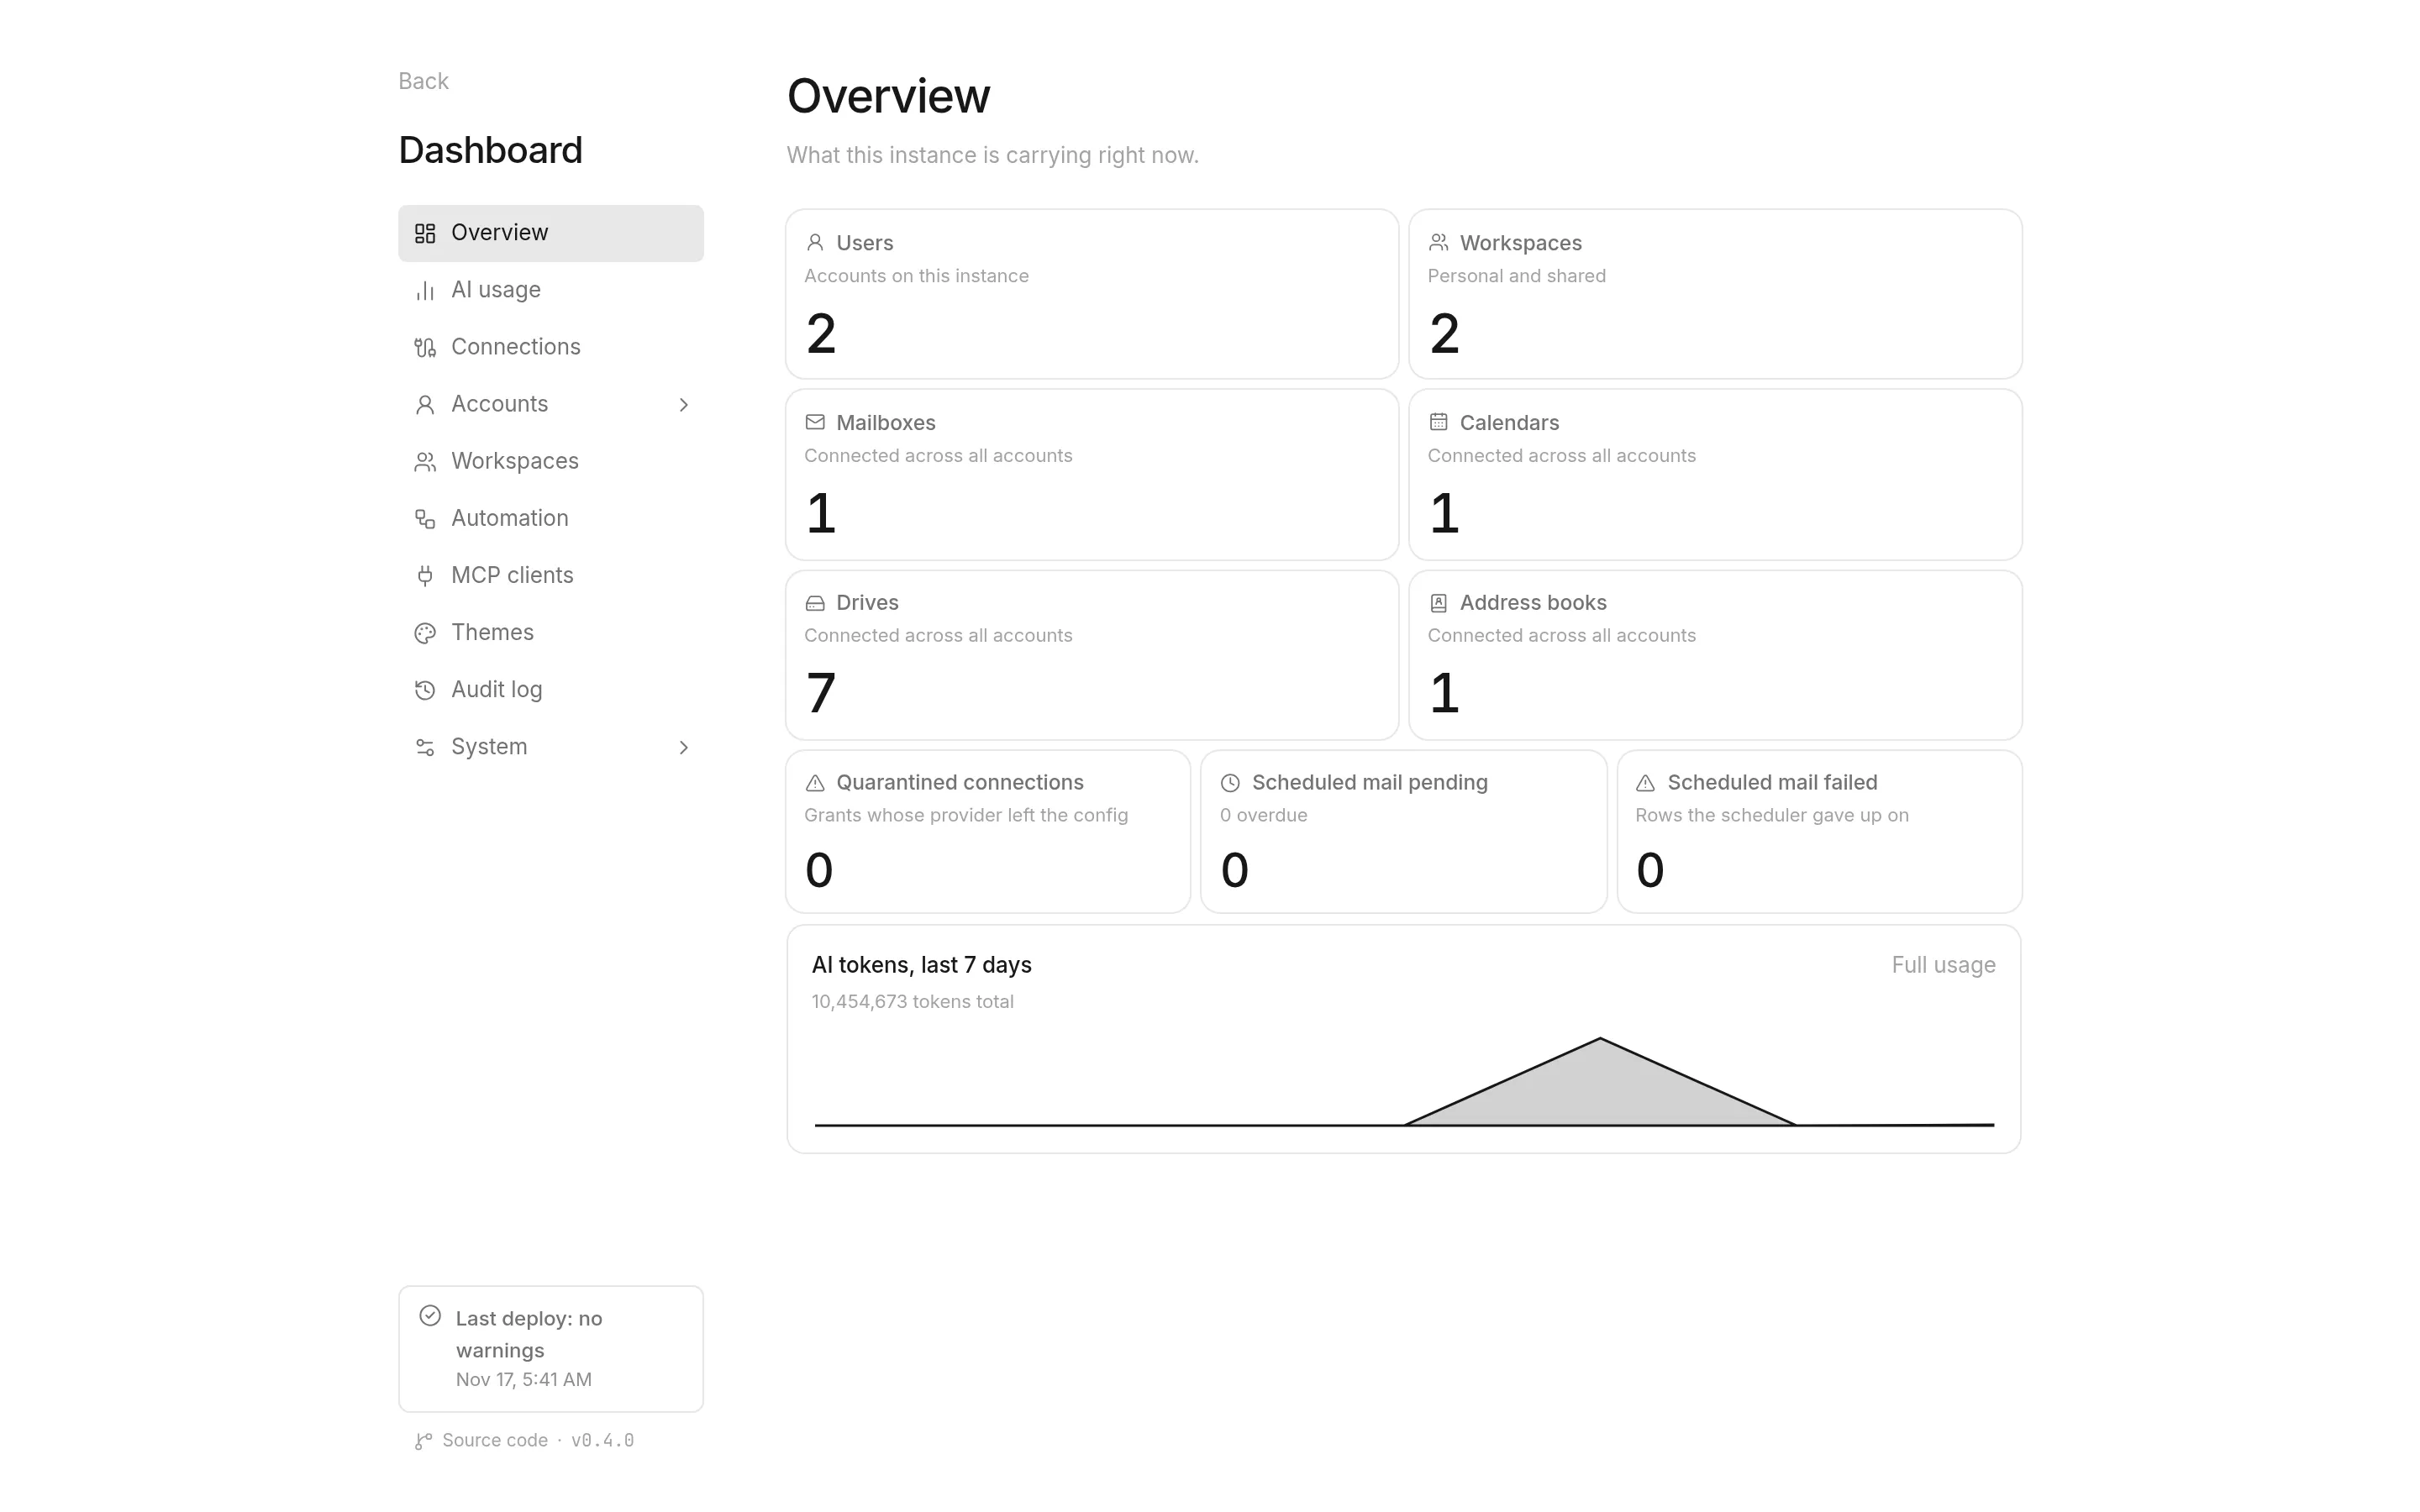 Back
Dashboard
Overview
AI usage
Connections
Accounts
Workspaces
Automation
MCP clients
Themes
Audit log
System
Last deploy: no
warnings
Nov 17, 5:41 AM
Source code · v0.4.0
Overview
What this instance is carrying right now.
Users
Accounts on this instance
2
Workspaces
Personal and shared
2
Mailboxes
Connected across all accounts
1
Calendars
Connected across all accounts
1
Drives
Connected across all accounts
7
Address books
Connected across all accounts
1
Quarantined connections
Grants whose provider left the config
0
Scheduled mail pending
0 overdue
0
Scheduled mail failed
Rows the scheduler gave up on
0
AI tokens, last 7 days
Full usage
10,454,673 tokens total